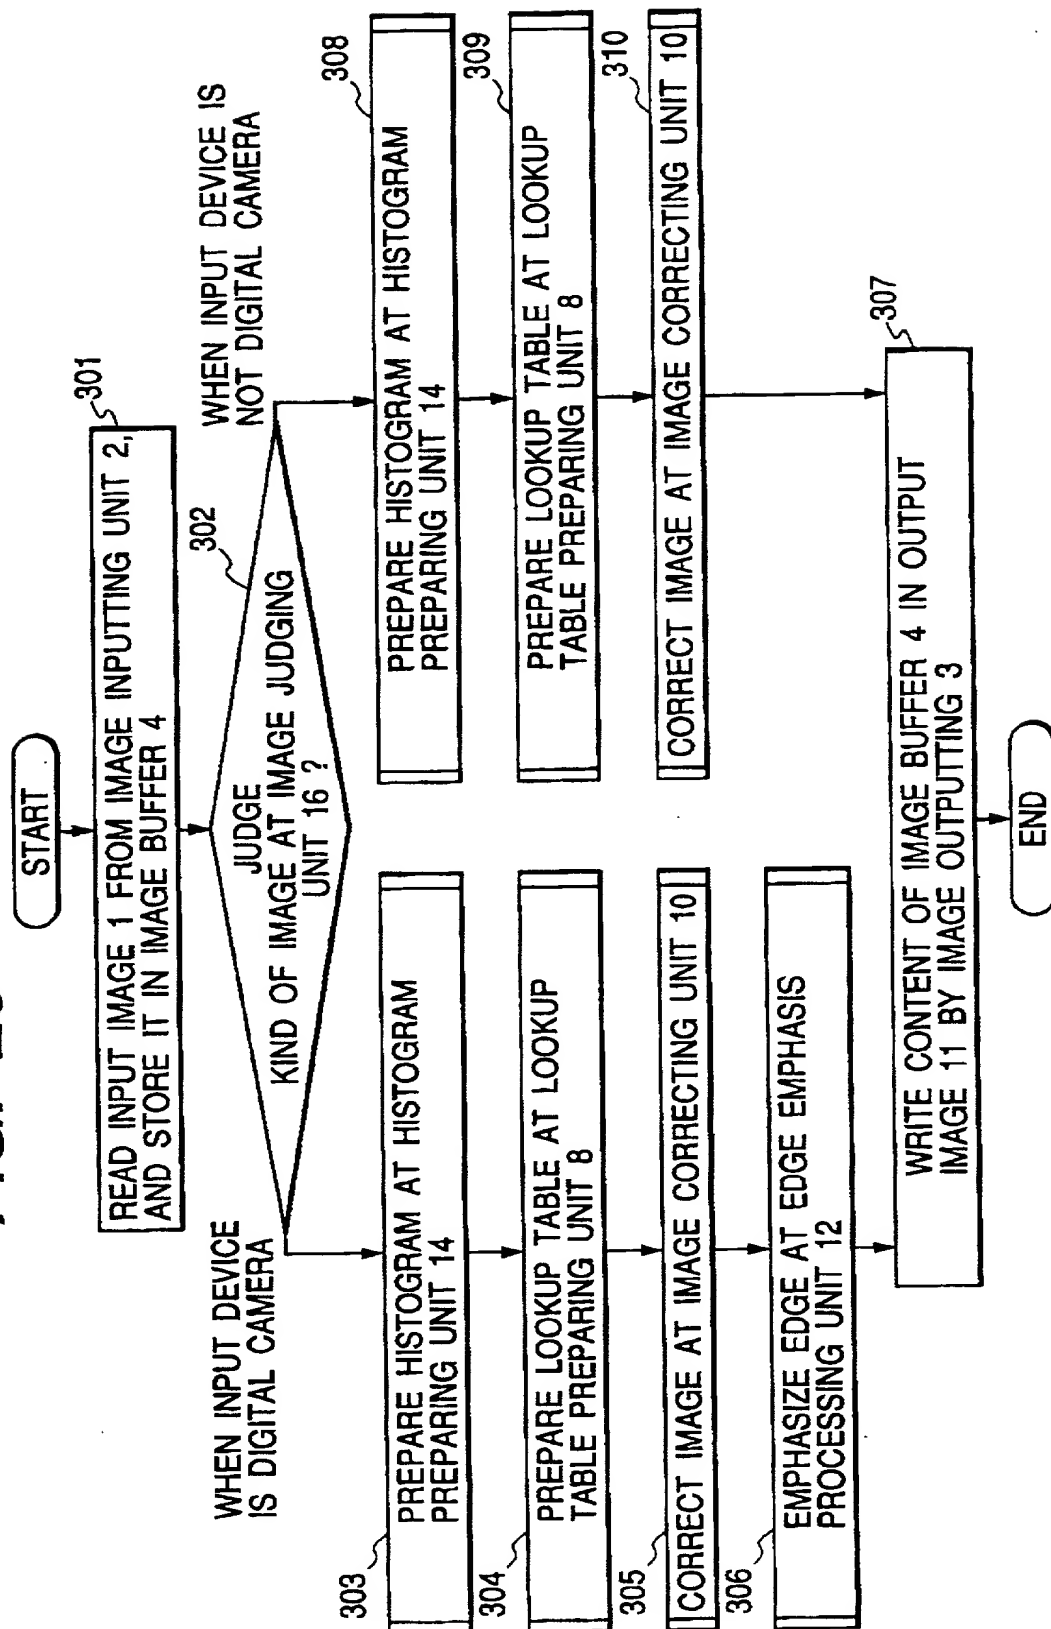 START
READ INPUT IMAGE 1 FROM IMAGE INPUTTING UNIT 2,
AND STORE IT IN IMAGE BUFFER 4
301
JUDGE
KIND OF IMAGE AT IMAGE JUDGING
UNIT 16 ?
302
WHEN INPUT DEVICE
IS DIGITAL CAMERA
WHEN INPUT DEVICE IS
NOT DIGITAL CAMERA
303
PREPARE HISTOGRAM AT HISTOGRAM
PREPARING UNIT 14
308
PREPARE HISTOGRAM AT HISTOGRAM
PREPARING UNIT 14
304
PREPARE LOOKUP TABLE AT LOOKUP
TABLE PREPARING UNIT 8
309
PREPARE LOOKUP TABLE AT LOOKUP
TABLE PREPARING UNIT 8
305
CORRECT IMAGE AT IMAGE CORRECTING UNIT 10
310
CORRECT IMAGE AT IMAGE CORRECTING UNIT 10
306
EMPHASIZE EDGE AT EDGE EMPHASIS
PROCESSING UNIT 12
307
WRITE CONTENT OF IMAGE BUFFER 4 IN OUTPUT
IMAGE 11 BY IMAGE OUTPUTING 3
END